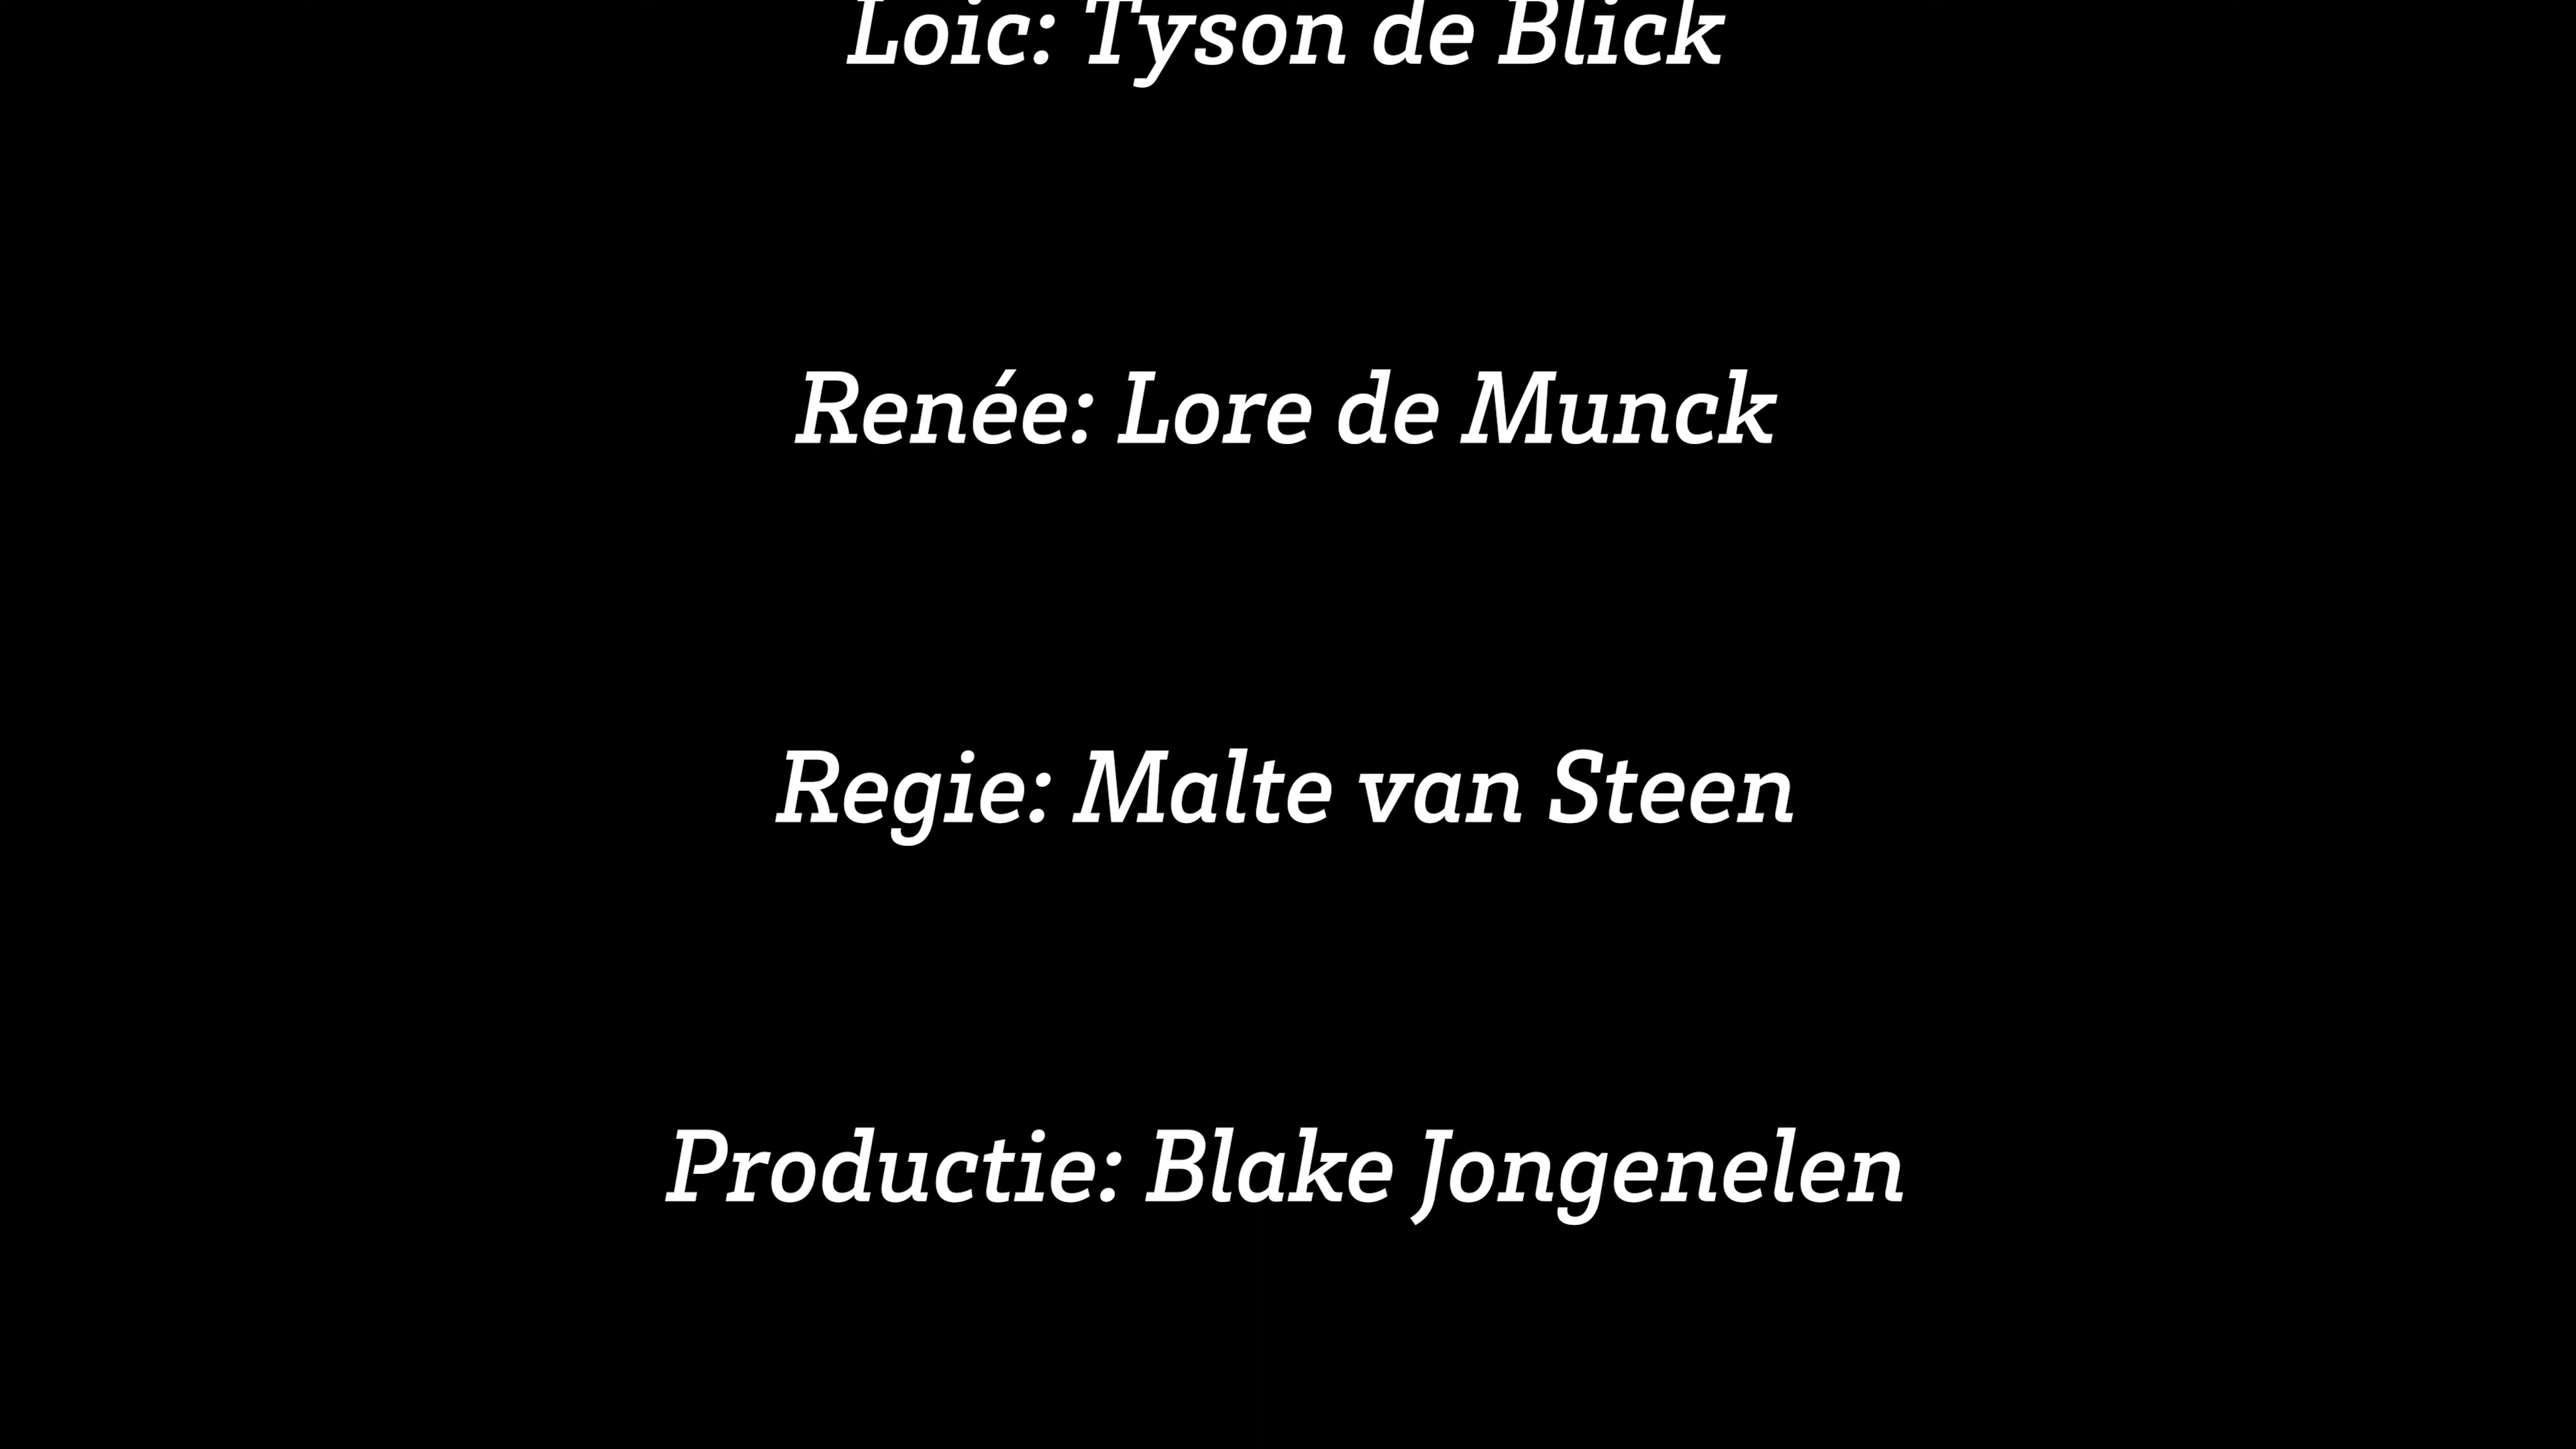 Loic: Tyson de Blick
Renée: Lore de Munck
Regie: Malte van Steen
Productie: Blake Jongenelen